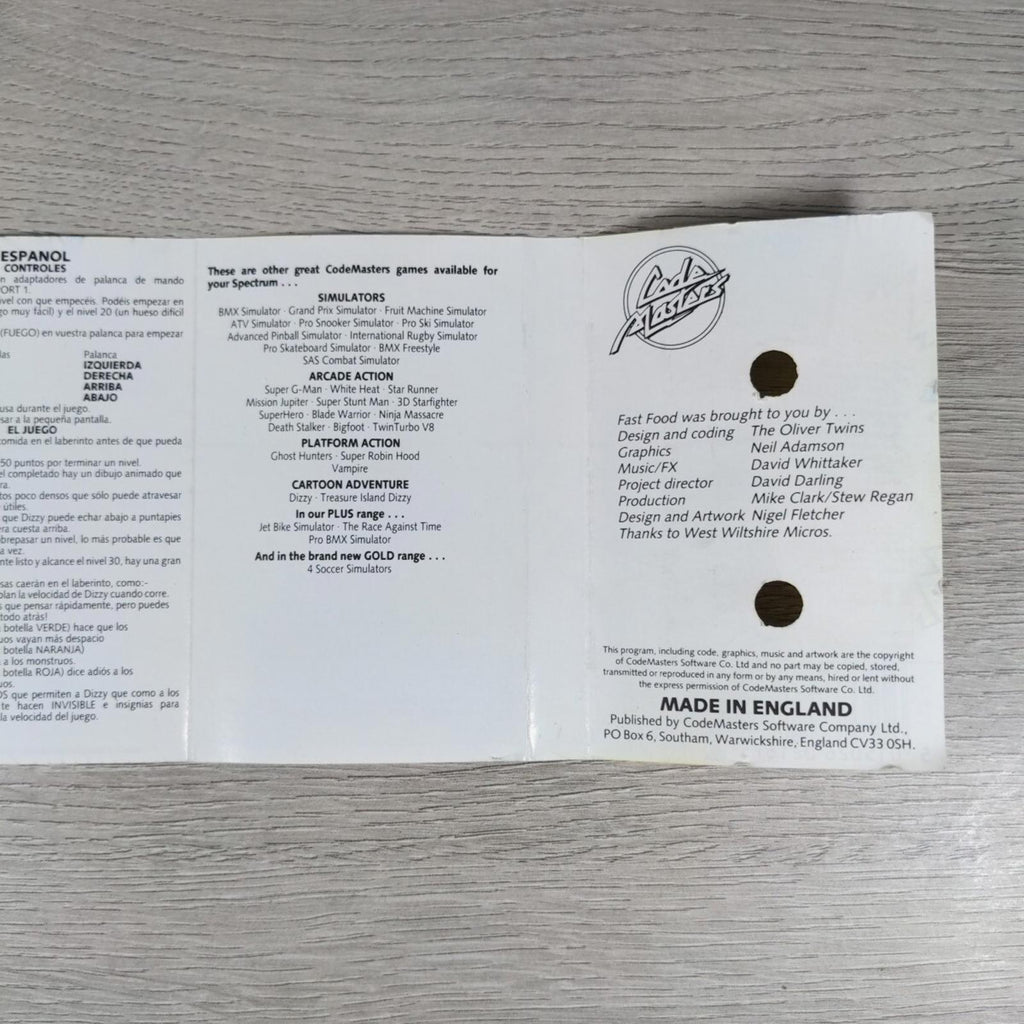 ESPANOL
CONTROLES
n adaptadores de palanca de mando
ORT 1.
ivel con que empecéis. Podéis empezar en
go muy fácil) y el nivel 20 (un hueso dificil
(FUEGO) en vuestra palanca para empezar
las Palanca
IZQUIERDA
DERECHA
ARRIBA
ABAJO
usa durante el juego.
sar a la pequeña pantalla.
EL JUEGO
comida en el laberinto antes de que pueda
50 puntos por terminar un nivel.
el completado hay un dibujo animado que
ra.
tos poco densos que sólo puede atravesar
útiles.
que Dizzy puede echar abajo a puntapies
era cuesta arriba.
brepasar un nivel, lo más probable es que
a vez.
nte listo y alcance el nivel 30, hay una gran
sas caerán en el laberinto, como:-
olan la velocidad de Dizzy cuando corre.
s que pensar rápidamente, pero puedes
todo atrás!
botella VERDE) hace que los
uos vayan más despacio
botella NARANJA)
a los monstruos.
botella ROJA) dice adiós a los
uos.
OS que permiten a Dizzy que como a los
te hacen INVISIBLE e insignias para
la velocidad del juego.
These are other great CodeMasters games available for
your Spectrum . . .
SIMULATORS
BMX Simulator · Grand Prix Simulator · Fruit Machine Simulator
ATV Simulator · Pro Snooker Simulator · Pro Ski Simulator
Advanced Pinball Simulator · International Rugby Simulator
Pro Skateboard Simulator · BMX Freestyle
SAS Combat Simulator
ARCADE ACTION
Super G-Man · White Heat · Star Runner
Mission Jupiter · Super Stunt Man · 3D Starfighter
SuperHero · Blade Warrior · Ninja Massacre
Death Stalker · Bigfoot · TwinTurbo V8
PLATFORM ACTION
Ghost Hunters · Super Robin Hood
Vampire
CARTOON ADVENTURE
Dizzy · Treasure Island Dizzy
In our PLUS range . . .
Jet Bike Simulator · The Race Against Time
Pro BMX Simulator
And in the brand new GOLD range . . .
4 Soccer Simulators
Code
Masters
Fast Food was brought to you by . . .
Design and coding The Oliver Twins
Graphics Neil Adamson
Music/FX David Whittaker
Project director David Darling
Production Mike Clark/Stew Regan
Design and Artwork Nigel Fletcher
Thanks to West Wiltshire Micros.
This program, including code, graphics, music and artwork are the copyright
of CodeMasters Software Co. Ltd and no part may be copied, stored,
transmitted or reproduced in any form or by any means, hired or lent without
the express permission of CodeMasters Software Co. Ltd.
MADE IN ENGLAND
Published by CodeMasters Software Company Ltd.,
PO Box 6, Southam, Warwickshire, England CV33 0SH.